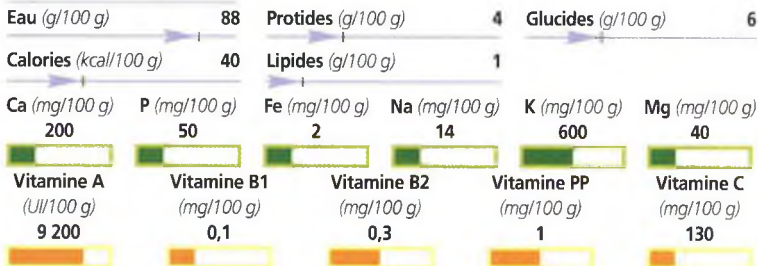 Eau (g/100 g) 88 Protides (g/100 g) 4 Glucides (g/100 g) 6
Calories (kcal/100 g) 40 Lipides (g/100 g) 1
Ca (mg/100 g) P (mg/100 g) Fe (mg/100 g) Na (mg/100 g) K (mg/100 g) Mg (mg/100 g)
200 50 2 14 600 40
Vitamine A Vitamine B1 Vitamine B2 Vitamine PP Vitamine C
(UI/100 g) (mg/100 g) (mg/100 g) (mg/100 g) (mg/100 g)
9 200 0,1 0,3 1 130